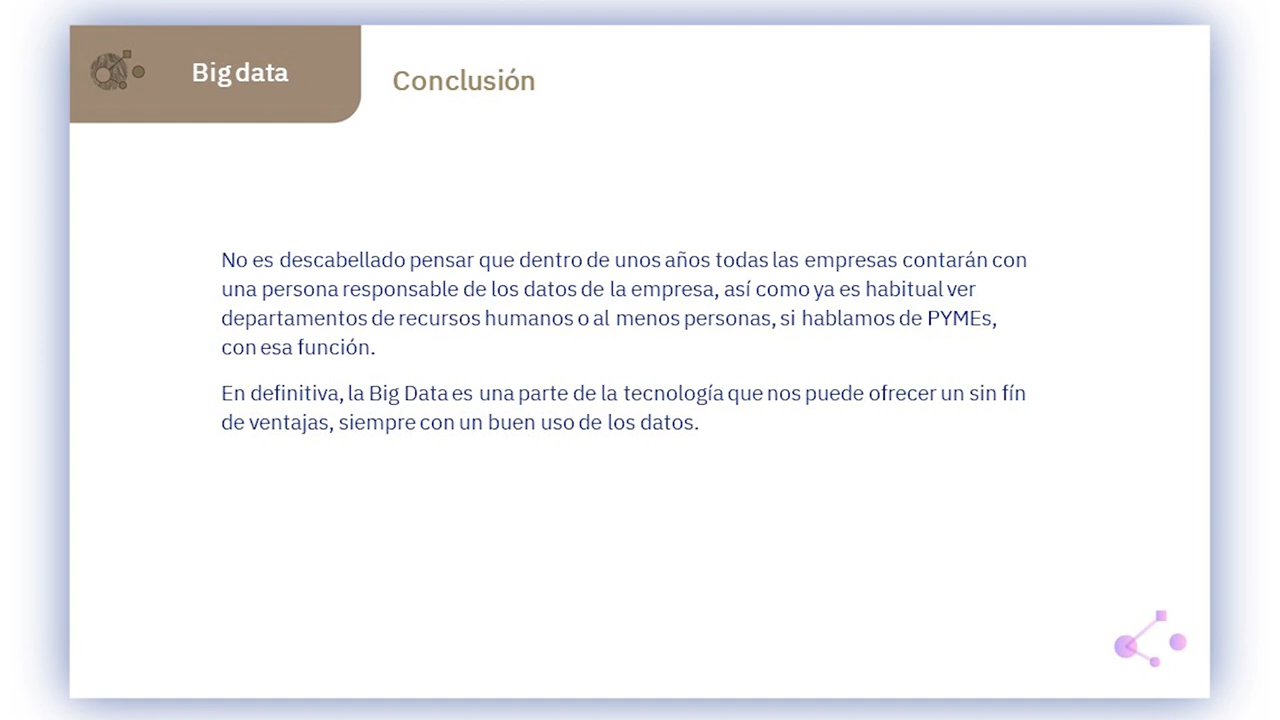 Big data
Conclusión
No es descabellado pensar que dentro de unos años todas las empresas contarán con
una persona responsable de los datos de la empresa, así como ya es habitual ver
departamentos de recursos humanos o al menos personas, si hablamos de PYMEs,
con esa función.
En definitiva, la Big Data es una parte de la tecnología que nos puede ofrecer un sin fín
de ventajas, siempre con un buen uso de los datos.